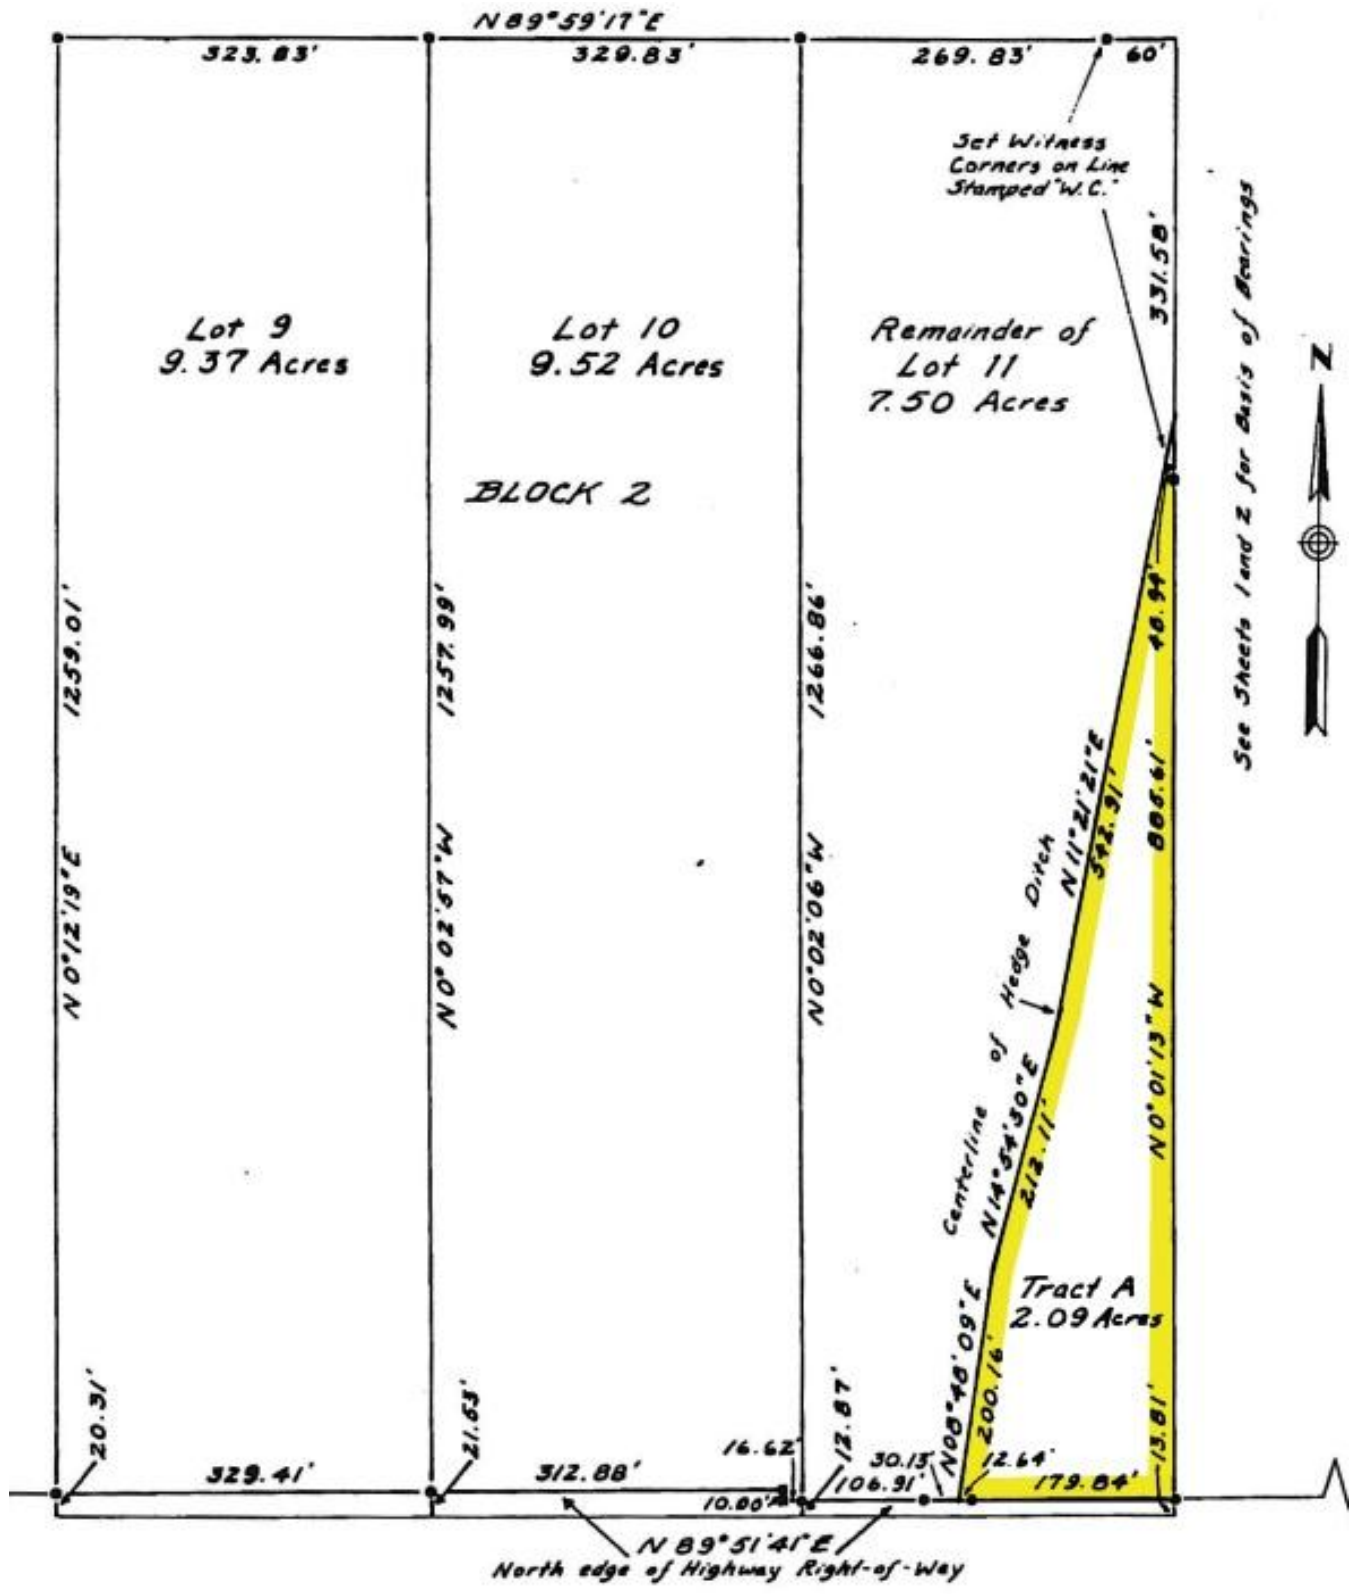 N 89°59'17"E
323.83'
329.83'
269.83'
60'
Set Witness
Corners on Line
Stamped "W.C."
331.58'
See Sheets 1 and 2 for Basis of Bearings
N
Lot 9
9.37 Acres
Lot 10
9.52 Acres
Remainder of
Lot 11
7.50 Acres
BLOCK 2
1259.01'
N 0°12'19"E
1257.99'
N 0°02'57"W
1266.86'
N 0°02'06"W
48.94'
886.61'
N 0°01'13"W
N 11°21'21"E
542.91'
Centerline of Hedge Ditch
N 14°54'30"E
212.11'
N 08°48'09"E
200.16'
Tract A
2.09 Acres
20.31'
329.41'
21.63'
312.88'
16.62'
10.00'
12.87'
106.91'
30.13'
12.64'
179.84'
13.81'
N 89°51'41"E
North edge of Highway Right-of-Way